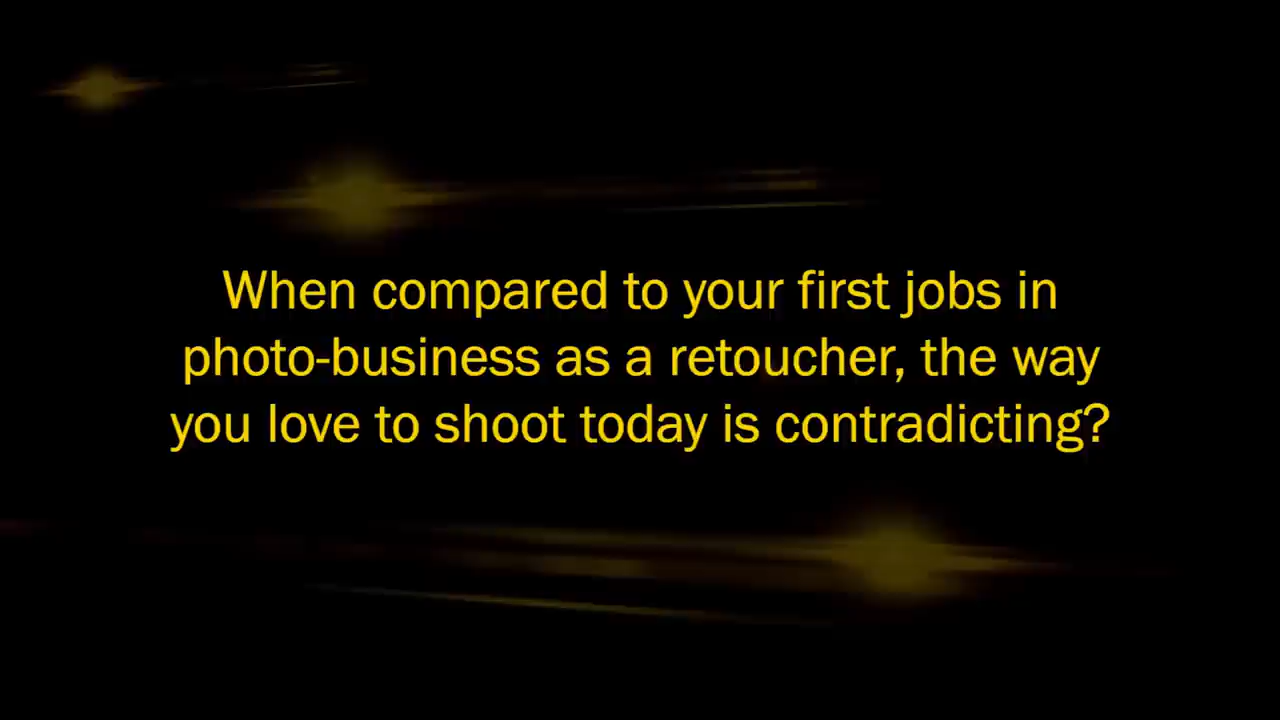 When compared to your first jobs in
photo-business as a retoucher, the way
you love to shoot today is contradicting?